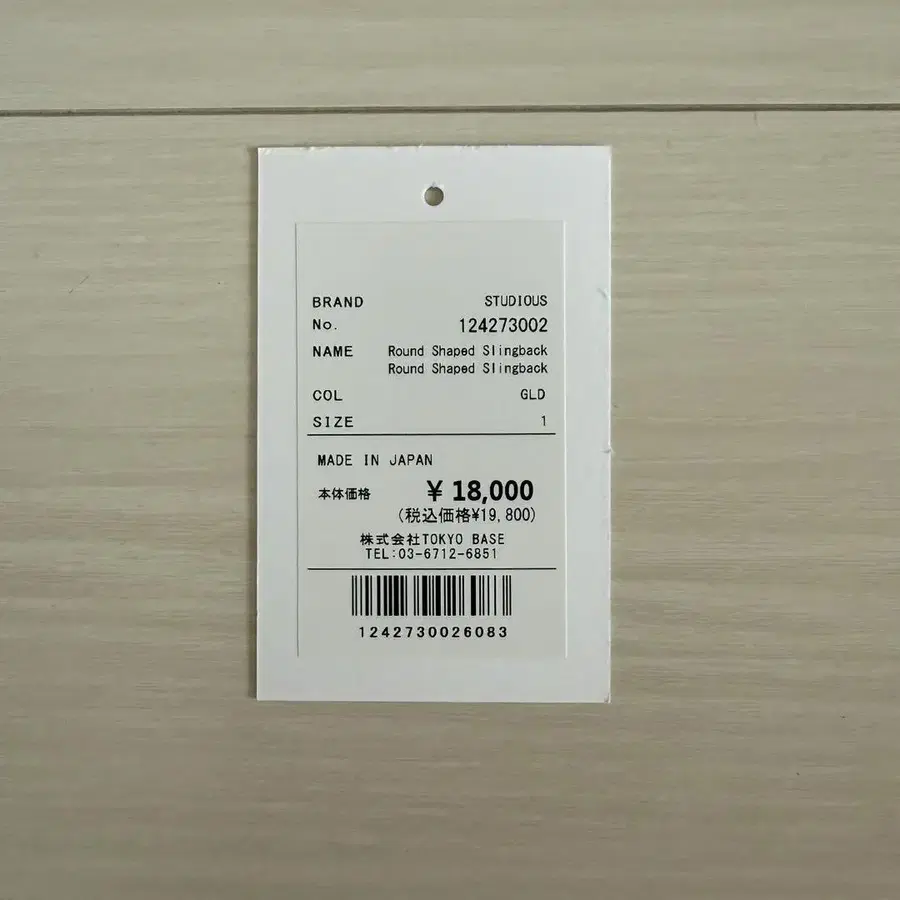 BRAND STUDIOUS
No. 124273002
NAME Round Shaped Slingback
Round Shaped Slingback
COL GLD
SIZE 1
MADE IN JAPAN
本体価格 ¥ 18,000
(税込価格¥19,800)
株式会社TOKYO BASE
TEL:03-6712-6851
1242730026083